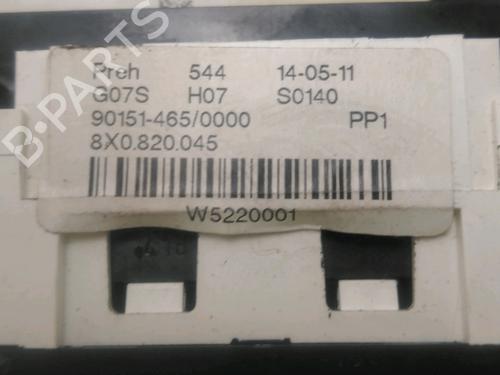 Preh 544 14-05-11
G07S H07 S0140
90151-465/0000 PP1
8X0.820.045
W5220001
B-PARTS